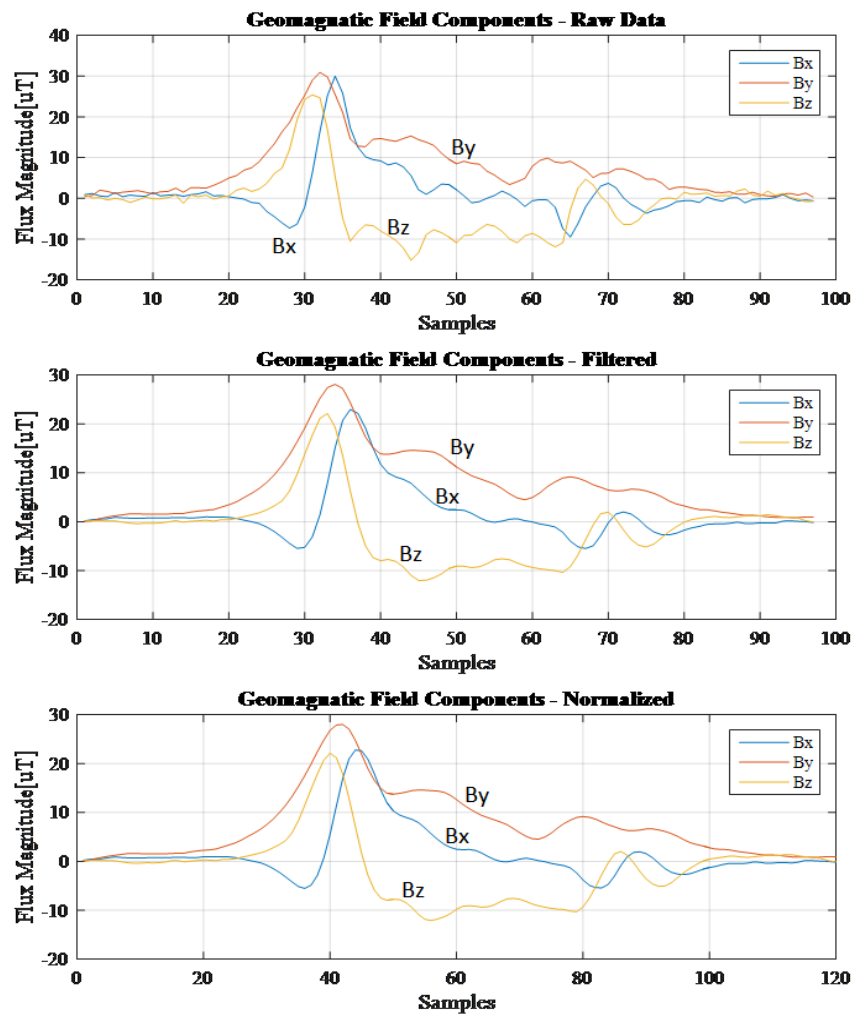 Geomagnatic Field Components - Raw Data
Flux Magnitude[uT]
40
30
20
10
0
-10
-20
Bx
By
Bz
By
Bx
Bz
0 10 20 30 40 50 60 70 80 90 100
Samples
Geomagnatic Field Components - Filtered
Flux Magnitude[uT]
30
20
10
0
-10
-20
Bx
By
Bz
By
Bx
Bz
0 10 20 30 40 50 60 70 80 90 100
Samples
Geomagnatic Field Components - Normalized
Flux Magnitude[uT]
30
20
10
0
-10
-20
Bx
By
Bz
By
Bx
Bz
0 20 40 60 80 100 120
Samples